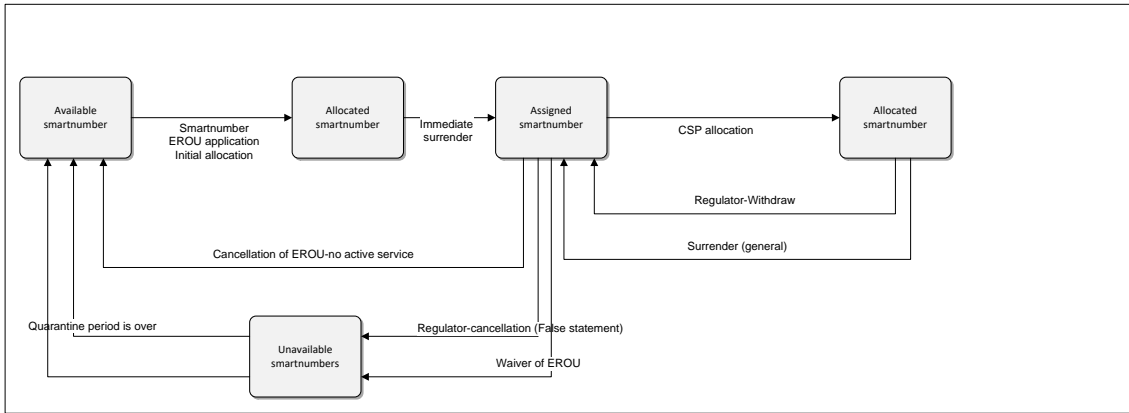 Available
smartnumber
Smartnumber
EROU application
Initial allocation
Allocated
smartnumber
Immediate
surrender
Assigned
smartnumber
CSP allocation
Allocated
smartnumber
Regulator-Withdraw
Surrender (general)
Cancellation of EROU-no active service
Quarantine period is over
Regulator-cancellation (False statement)
Unavailable
smartnumbers
Waiver of EROU